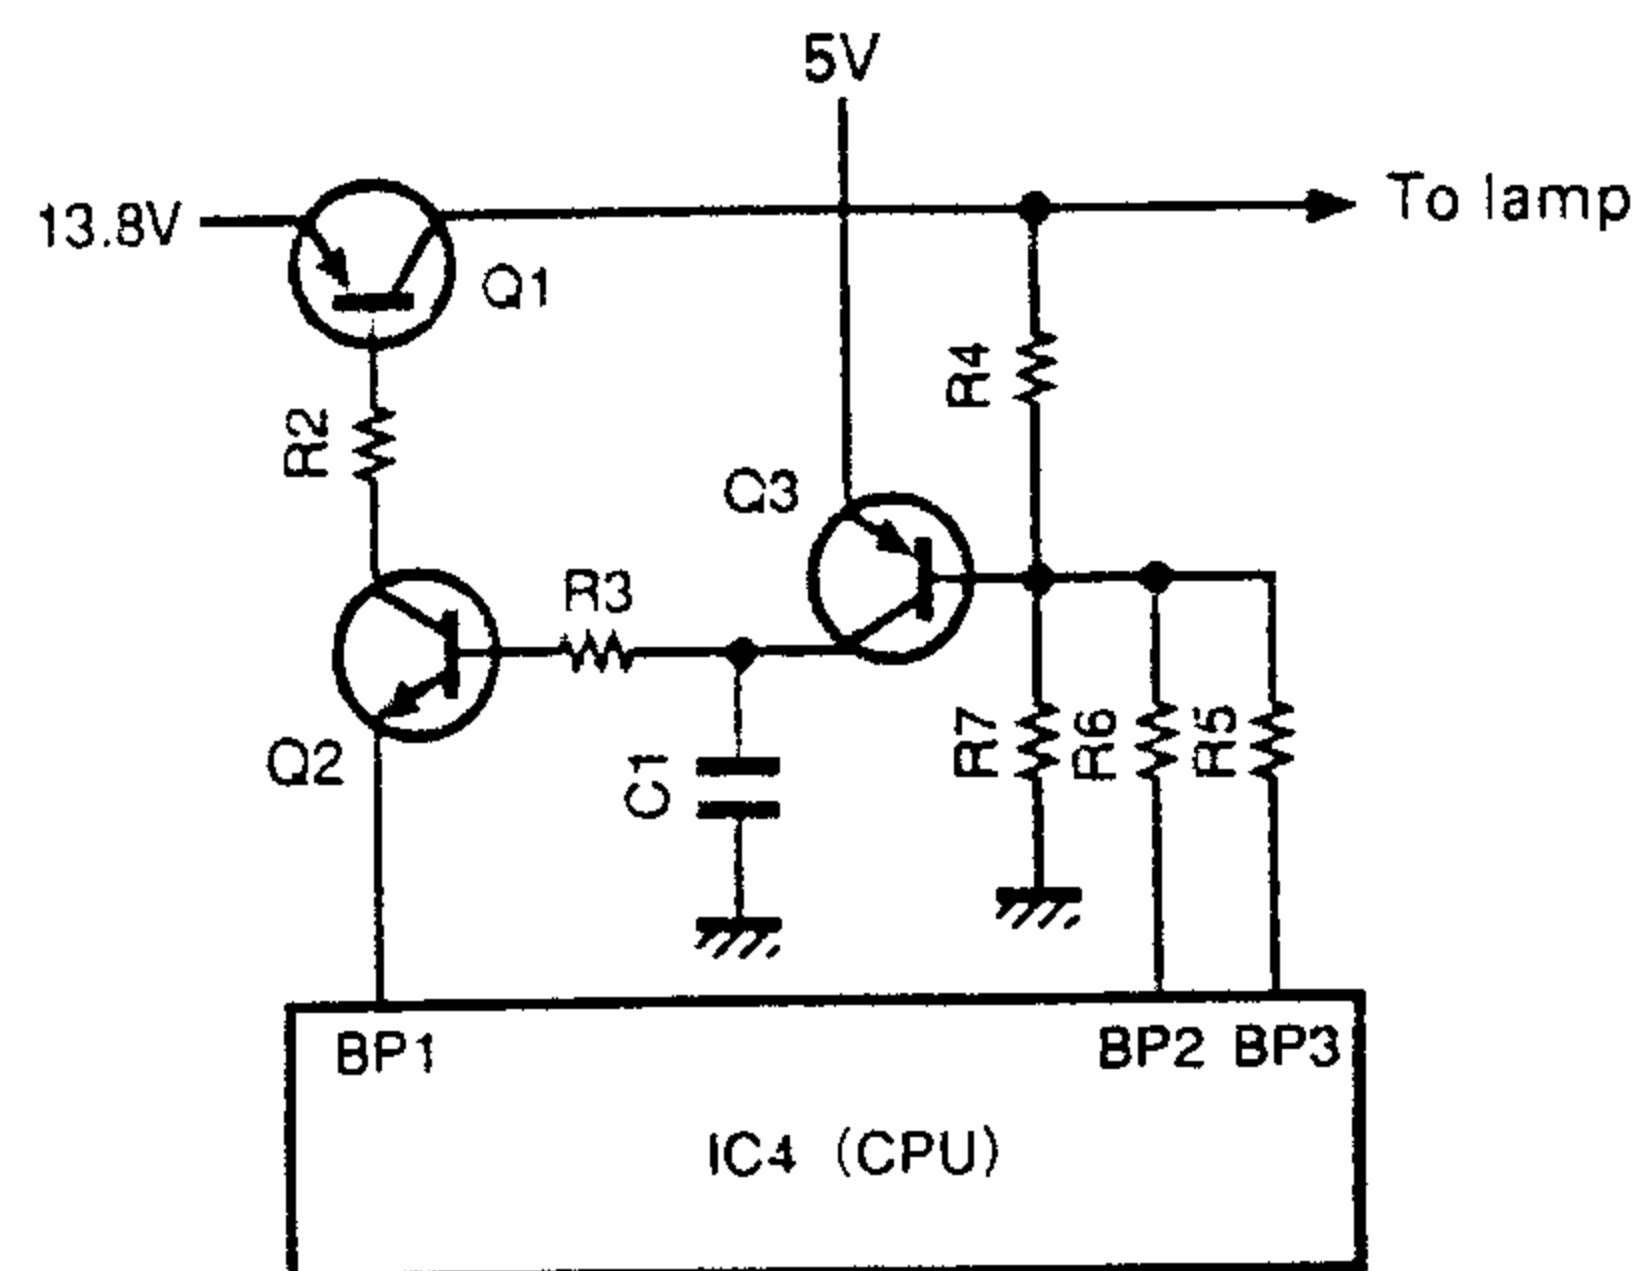 5V
13.8V
To lamp
Q1
R4
R2
Q3
R3
R7
R6
R5
Q2
C1
BP1
BP2
BP3
IC4 (CPU)